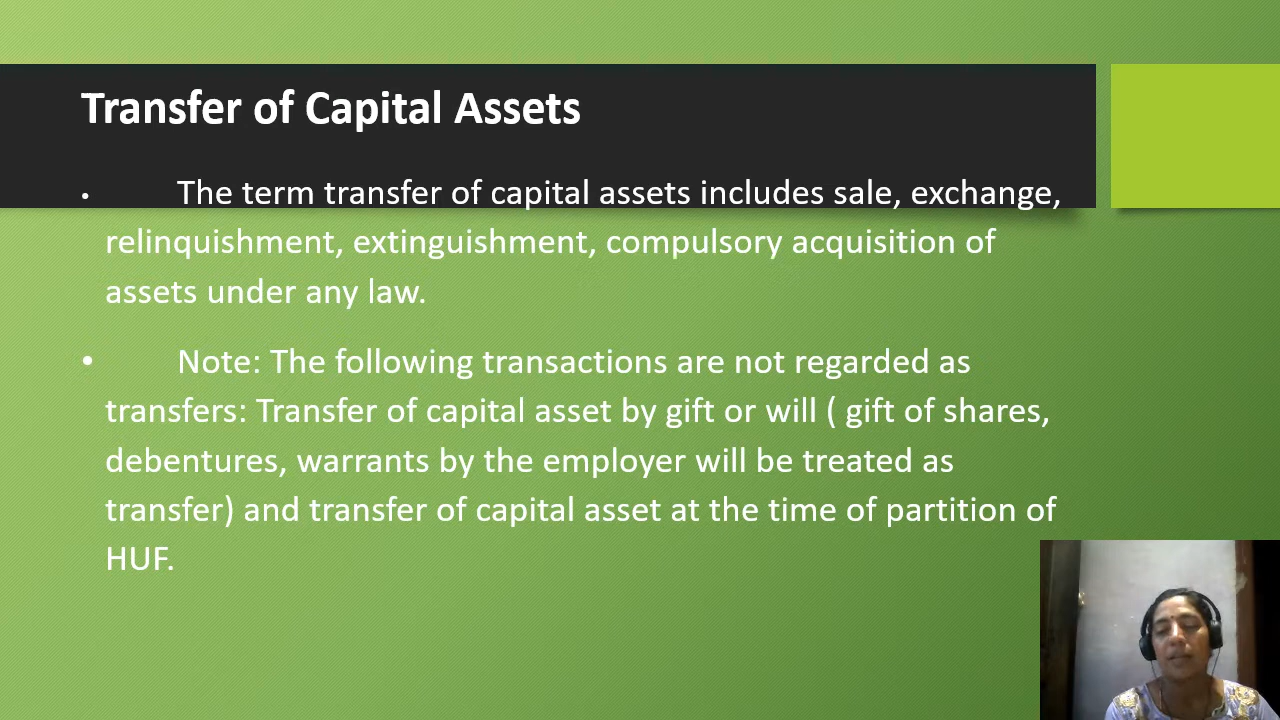 Transfer of Capital Assets
• The term transfer of capital assets includes sale, exchange,
relinquishment, extinguishment, compulsory acquisition of
assets under any law.
• Note: The following transactions are not regarded as
transfers: Transfer of capital asset by gift or will ( gift of shares,
debentures, warrants by the employer will be treated as
transfer) and transfer of capital asset at the time of partition of
HUF.